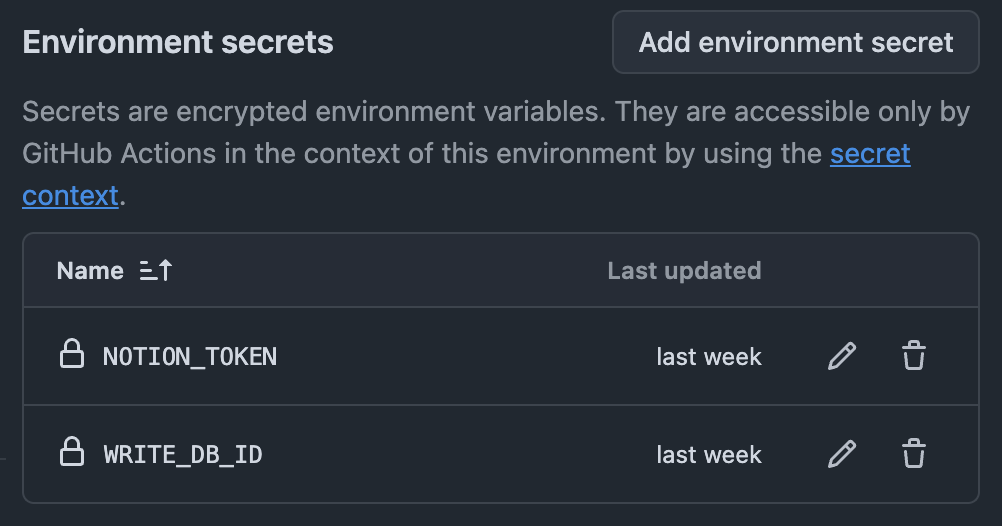 Environment secrets
Add environment secret
Secrets are encrypted environment variables. They are accessible only by
GitHub Actions in the context of this environment by using the secret
context.
Name Last updated
NOTION_TOKEN last week
WRITE_DB_ID last week